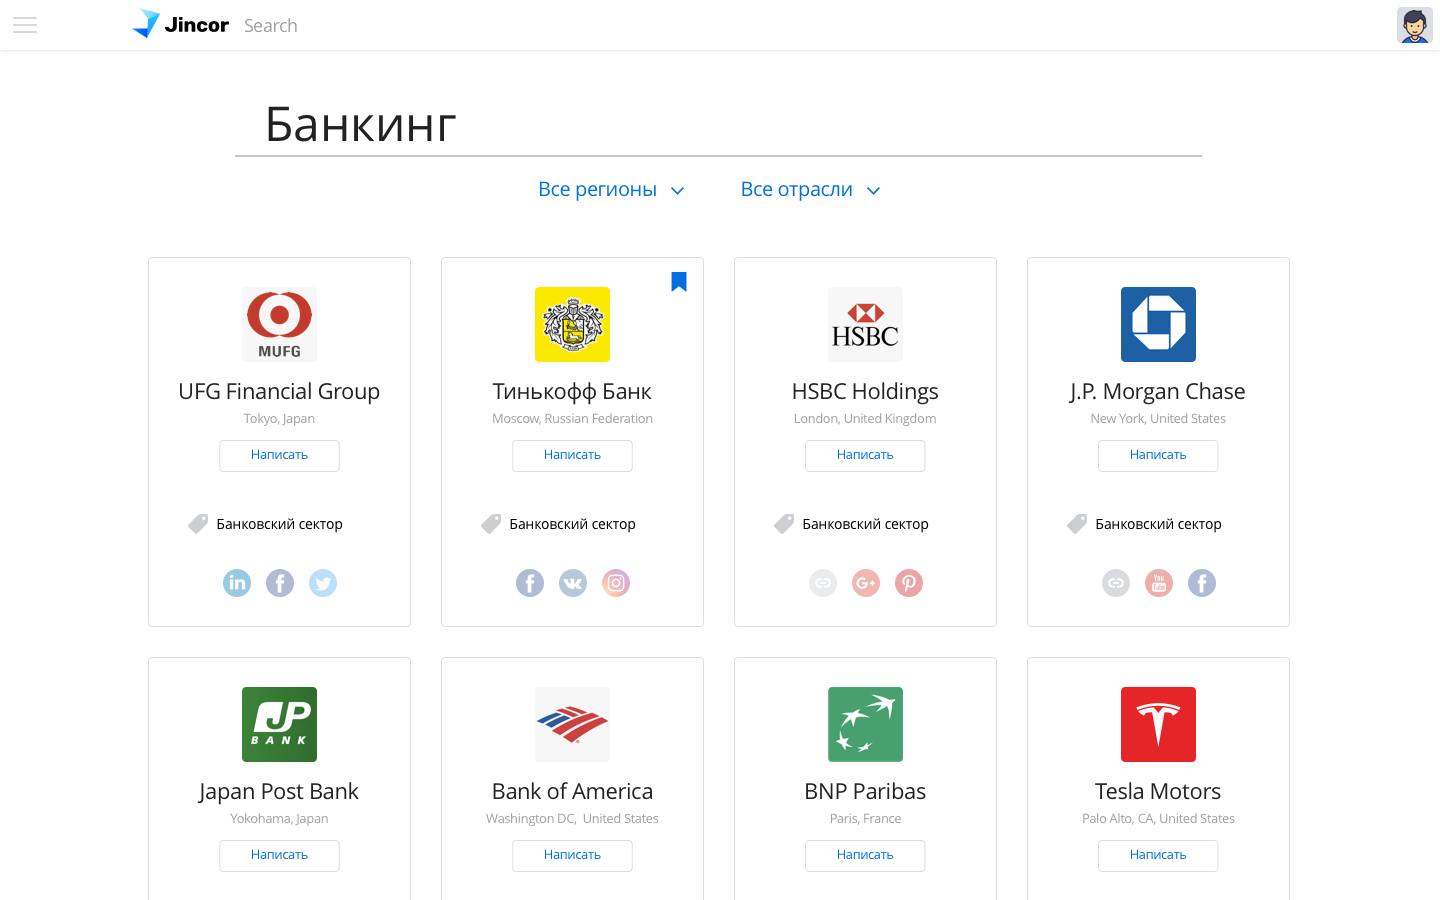 Jincor Search
Банкинг
Все регионы Все отрасли
MUFG
UFG Financial Group
Tokyo, Japan
Написать
Банковский сектор
in f
Тинькофф Банк
Moscow, Russian Federation
Написать
Банковский сектор
f
HSBC
HSBC Holdings
London, United Kingdom
Написать
Банковский сектор
G+
J.P. Morgan Chase
New York, United States
Написать
Банковский сектор
You
Tube
f
JP
BANK
Japan Post Bank
Yokohama, Japan
Написать
Bank of America
Washington DC, United States
Написать
BNP Paribas
Paris, France
Написать
Tesla Motors
Palo Alto, CA, United States
Написать